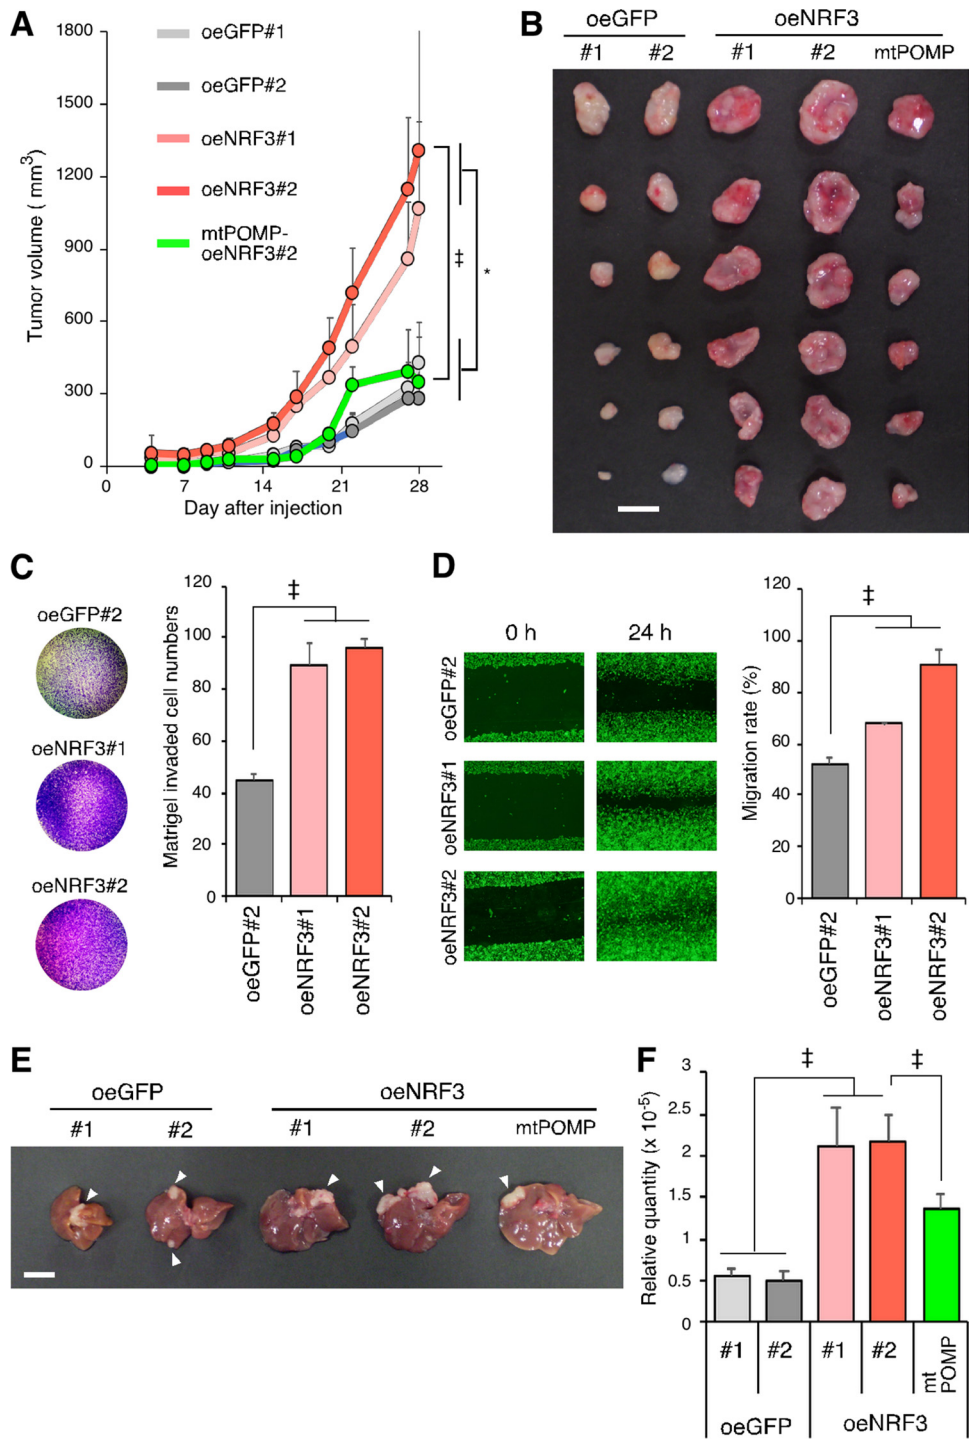 A
1800
1500
1200
900
600
300
0
Tumor volume ( mm3)
0 7 14 21 28
Day after injection
oeGFP#1
oeGFP#2
oeNRF3#1
oeNRF3#2
mtPOMP-
oeNRF3#2
‡
*
B
oeGFP oeNRF3
#1 #2 #1 #2 mtPOMP
C
oeGFP#2
oeNRF3#1
oeNRF3#2
Matrigel invaded cell numbers
120
100
80
60
40
20
0
‡
oeGFP#2
oeNRF3#1
oeNRF3#2
D
0 h 24 h
oeGFP#2
oeNRF3#1
oeNRF3#2
Migration rate (%)
120
100
80
60
40
20
0
‡
oeGFP#2
oeNRF3#1
oeNRF3#2
E
oeGFP oeNRF3
#1 #2 #1 #2 mtPOMP
F
Relative quantity (x 10-5)
3
2.5
2
1.5
1
0.5
0
‡ ‡
#1 #2 #1 #2 mt
POMP
oeGFP oeNRF3